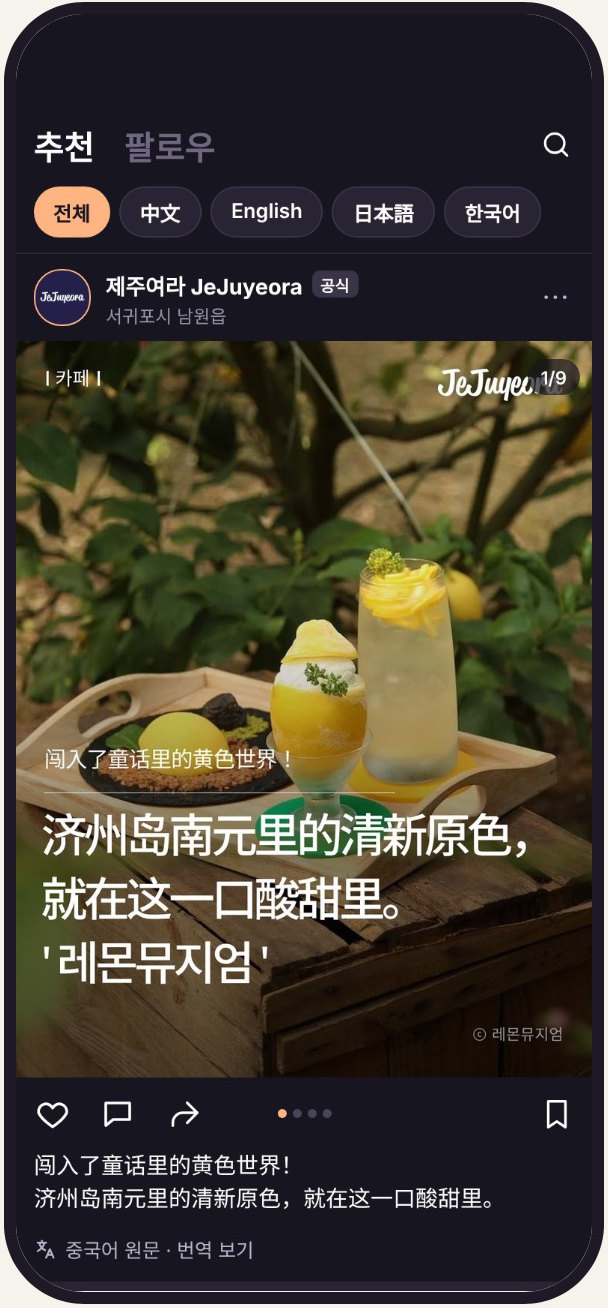 추천 팔로우
전체 中文 English 日本語 한국어
JeJuyeora
제주여라 JeJuyeora 공식
서귀포시 남원읍
I 카페 I
1/9
闯入了童话里的黄色世界！
济州岛南元里的清新原色，
就在这一口酸甜里。
'레몬뮤지엄'
ⓒ 레몬뮤지엄
闯入了童话里的黄色世界！
济州岛南元里的清新原色，就在这一口酸甜里。
중국어 원문 · 번역 보기